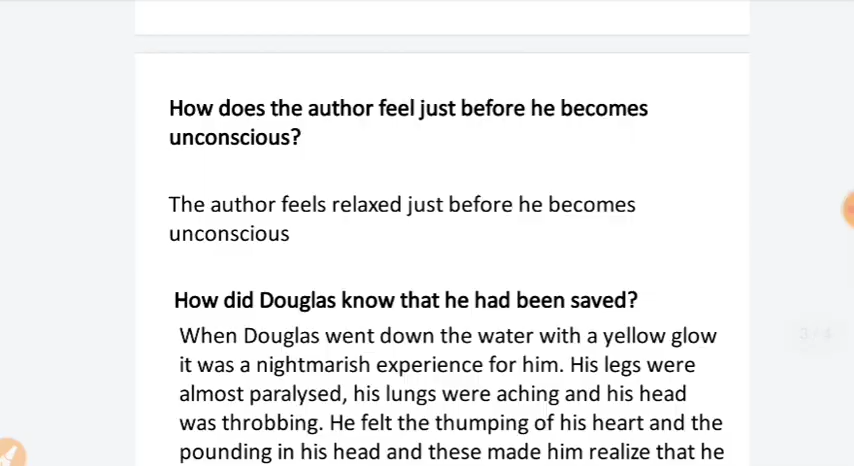 How does the author feel just before he becomes
unconscious?
The author feels relaxed just before he becomes
unconscious
How did Douglas know that he had been saved?
When Douglas went down the water with a yellow glow
it was a nightmarish experience for him. His legs were
almost paralysed, his lungs were aching and his head
was throbbing. He felt the thumping of his heart and the
pounding in his head and these made him realize that he
3/4